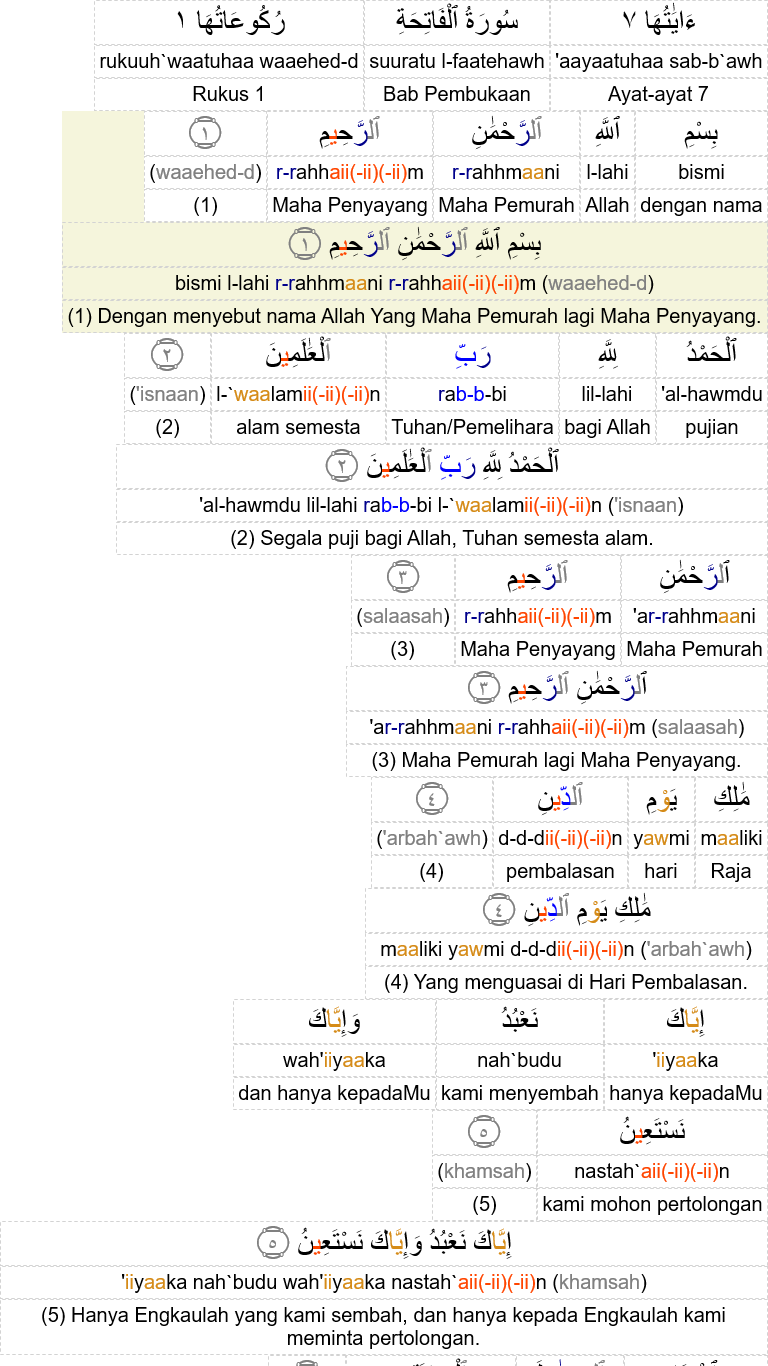 ءَايَٰتُهَا ٧ سُورَةُ ٱلْفَاتِحَةِ رُكُوعَاتُهَا ١
'aayaatuhaa sab-b`awh suuratu l-faatehawh rukuuh`waatuhaa waaehed-d
Ayat-ayat 7 Bab Pembukaan Rukus 1
بِسْمِ ٱللَّهِ ٱلرَّحْمَٰنِ ٱلرَّحِيمِ ١
bismi l-lahi r-rahhmaani r-rahhaii(-ii)(-ii)m (waaehed-d)
dengan nama Allah Maha Pemurah Maha Penyayang (1)
بِسْمِ ٱللَّهِ ٱلرَّحْمَٰنِ ٱلرَّحِيمِ ١
bismi l-lahi r-rahhmaani r-rahhaii(-ii)(-ii)m (waaehed-d)
(1) Dengan menyebut nama Allah Yang Maha Pemurah lagi Maha Penyayang.
ٱلْحَمْدُ لِلَّهِ رَبِّ ٱلْعَٰلَمِينَ ٢
'al-hawmdu lil-lahi rab-b-bi l-`waalamii(-ii)(-ii)n ('isnaan)
pujian bagi Allah Tuhan/Pemelihara alam semesta (2)
ٱلْحَمْدُ لِلَّهِ رَبِّ ٱلْعَٰلَمِينَ ٢
'al-hawmdu lil-lahi rab-b-bi l-`waalamii(-ii)(-ii)n ('isnaan)
(2) Segala puji bagi Allah, Tuhan semesta alam.
ٱلرَّحْمَٰنِ ٱلرَّحِيمِ ٣
'ar-rahhmaani r-rahhaii(-ii)(-ii)m (salaasah)
Maha Pemurah Maha Penyayang (3)
ٱلرَّحْمَٰنِ ٱلرَّحِيمِ ٣
'ar-rahhmaani r-rahhaii(-ii)(-ii)m (salaasah)
(3) Maha Pemurah lagi Maha Penyayang.
مَٰلِكِ يَوْمِ ٱلدِّينِ ٤
maaliki yawmi d-d-dii(-ii)(-ii)n ('arbah`awh)
Raja hari pembalasan (4)
مَٰلِكِ يَوْمِ ٱلدِّينِ ٤
maaliki yawmi d-d-dii(-ii)(-ii)n ('arbah`awh)
(4) Yang menguasai di Hari Pembalasan.
إِيَّاكَ نَعْبُدُ وَإِيَّاكَ
'iiyaaka nah`budu wah'iiyaaka
hanya kepadaMu kami menyembah dan hanya kepadaMu
نَسْتَعِينُ ٥
nastah`aii(-ii)(-ii)n (khamsah)
kami mohon pertolongan (5)
إِيَّاكَ نَعْبُدُ وَإِيَّاكَ نَسْتَعِينُ ٥
'iiyaaka nah`budu wah'iiyaaka nastah`aii(-ii)(-ii)n (khamsah)
(5) Hanya Engkaulah yang kami sembah, dan hanya kepada Engkaulah kami
meminta pertolongan.